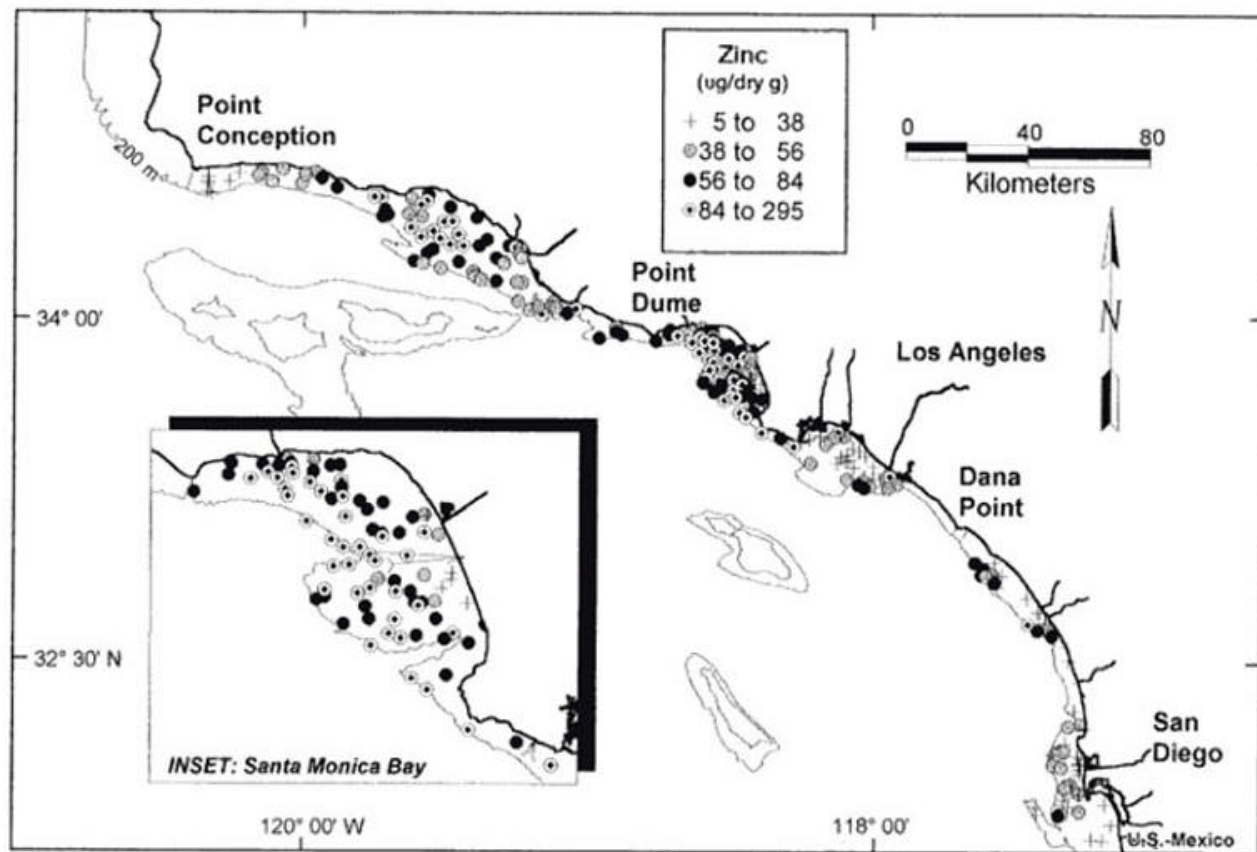 Zinc
(ug/dry g)
5 to 38
38 to 56
56 to 84
84 to 295
0 40 80
Kilometers
Point
Conception
200 m
N
Point
Dume
34° 00'
Los Angeles
Dana
Point
32° 30' N
San
Diego
INSET: Santa Monica Bay
120° 00' W
118° 00'
U.S.-Mexico